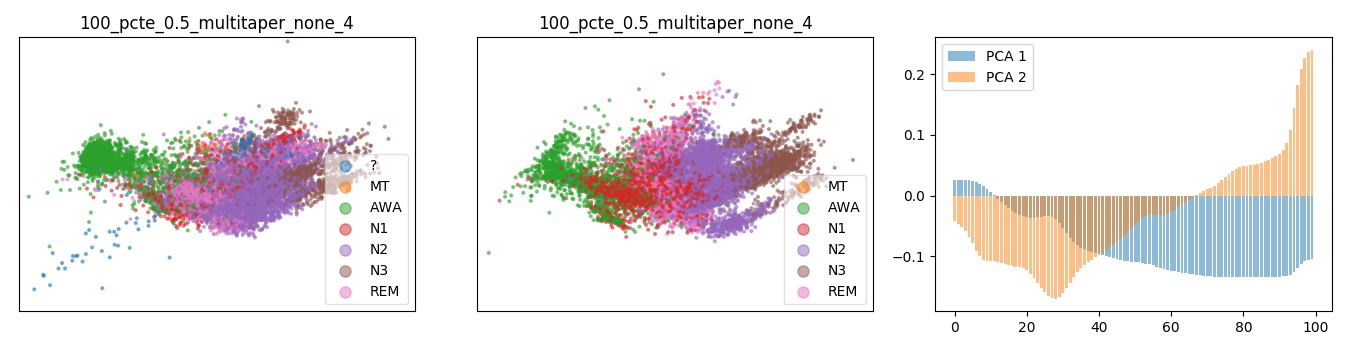 100_pcte_0.5_multitaper_none_4
?
MT
AWA
N1
N2
N3
REM
100_pcte_0.5_multitaper_none_4
MT
AWA
N1
N2
N3
REM
PCA 1
PCA 2
0.2
0.1
0.0
−0.1
0 20 40 60 80 100